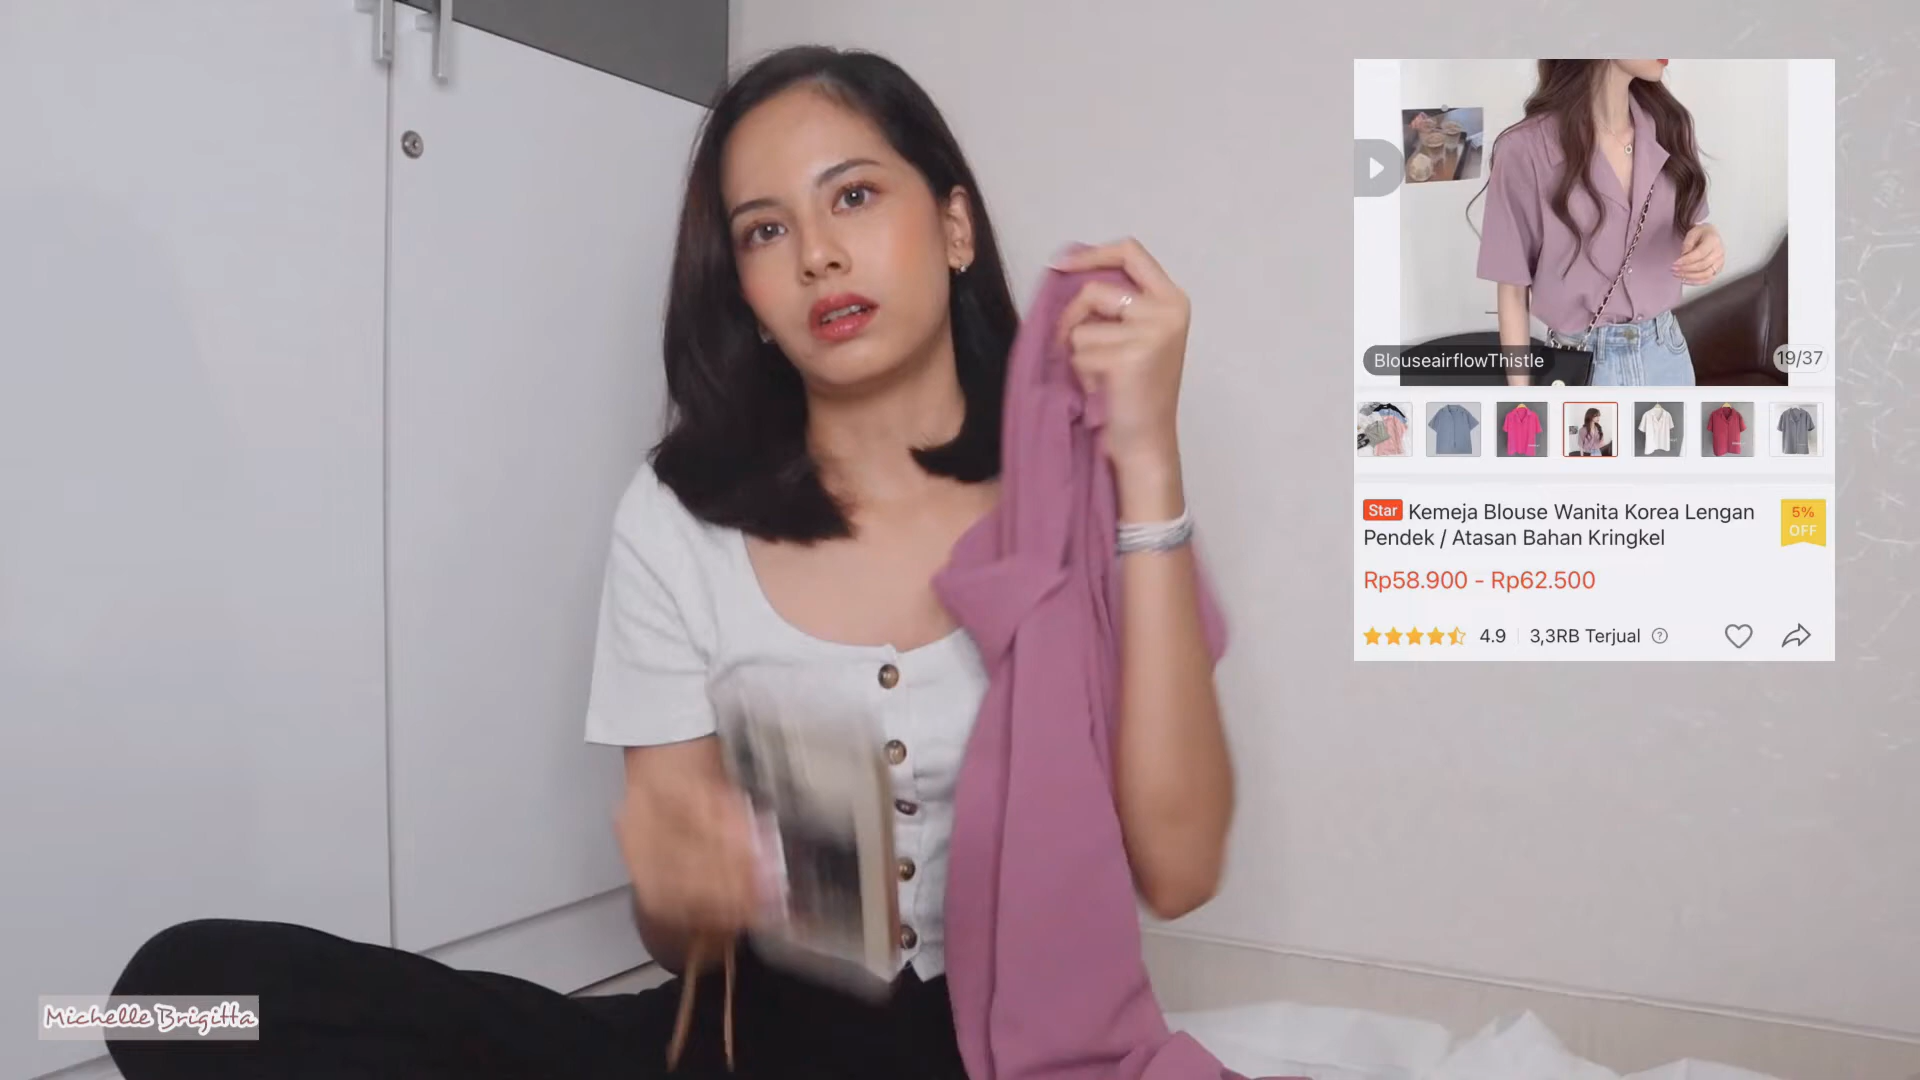 BlouseairflowThistle
19/37
Star Kemeja Blouse Wanita Korea Lengan
Pendek / Atasan Bahan Kringkel
5%
OFF
Rp58.900 - Rp62.500
4.9
3,3RB Terjual
Michelle Brigitta